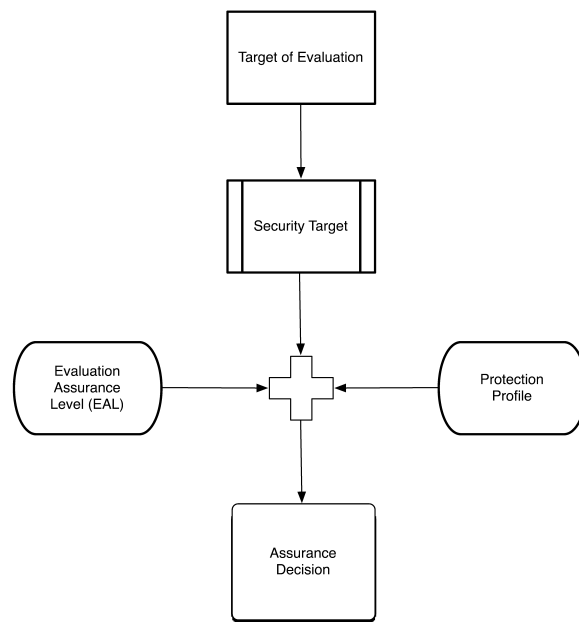 Target of Evaluation
Security Target
Evaluation
Assurance
Level (EAL)
Protection
Profile
Assurance
Decision